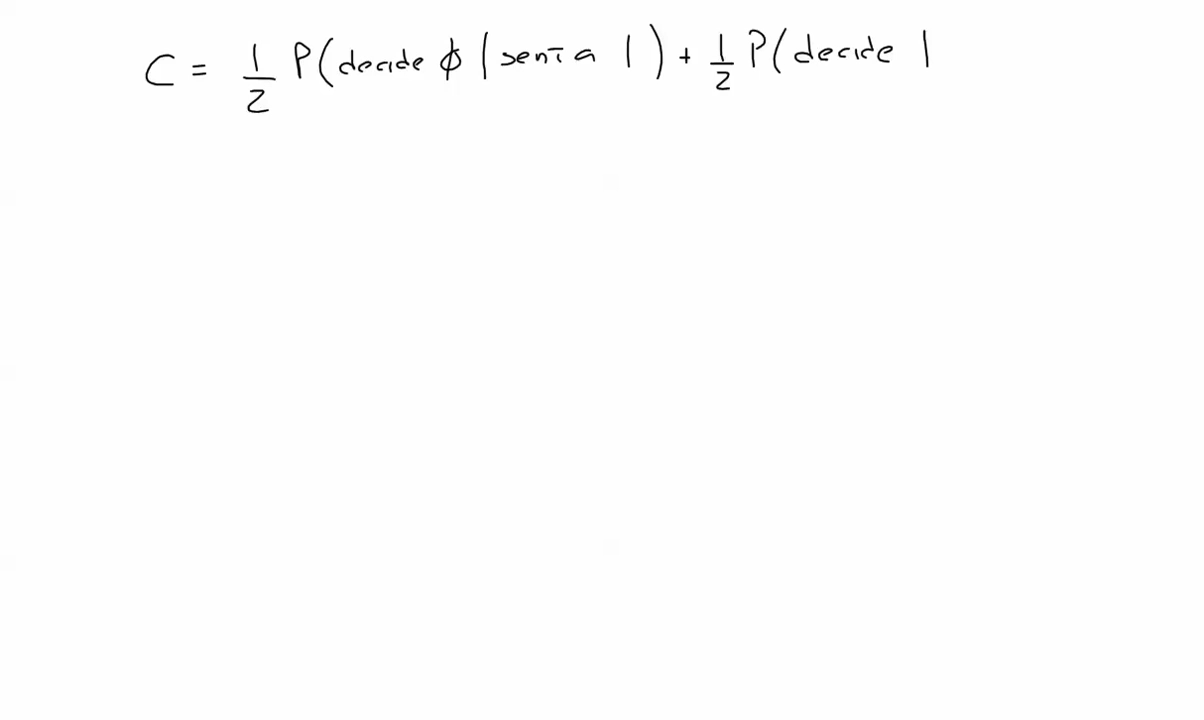 C = 1/2 P(decide ϕ | sent a 1) + 1/2 P(decide 1